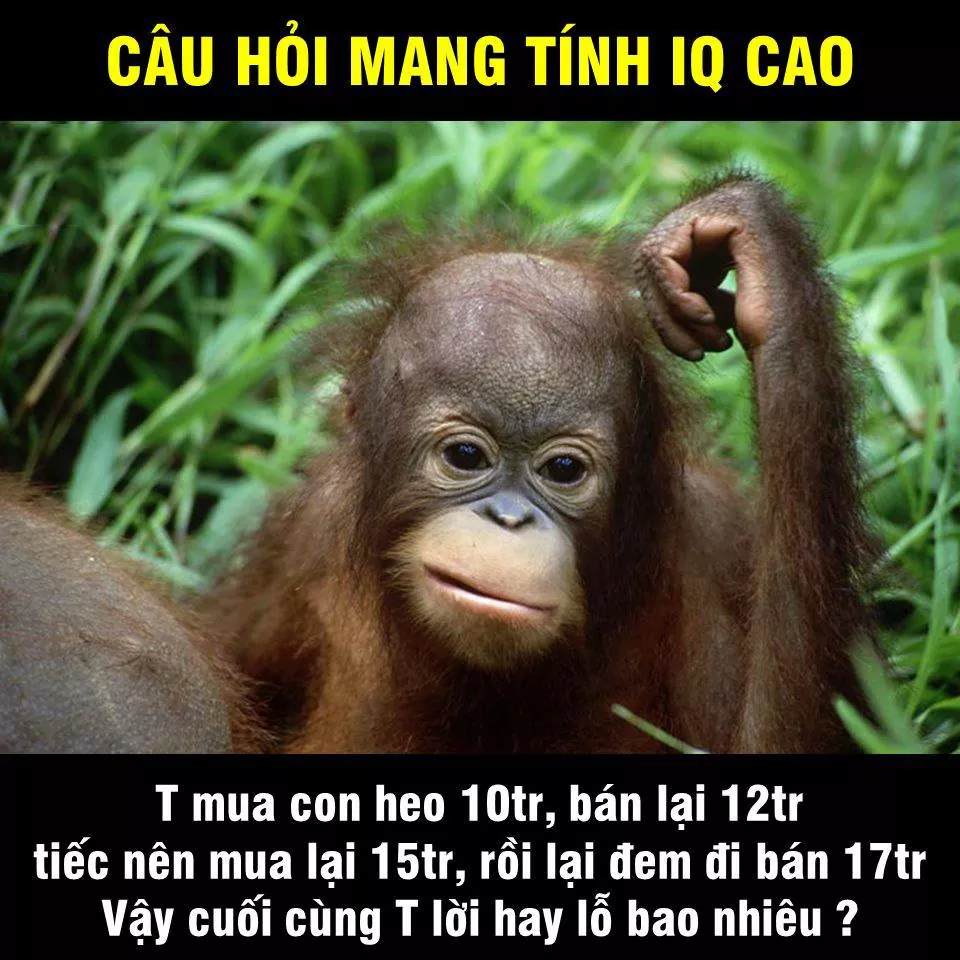 CÂU HỎI MANG TÍNH IQ CAO
T mua con heo 10tr, bán lại 12tr
tiếc nên mua lại 15tr, rồi lại đem đi bán 17tr
Vậy cuối cùng T lời hay lỗ bao nhiêu ?